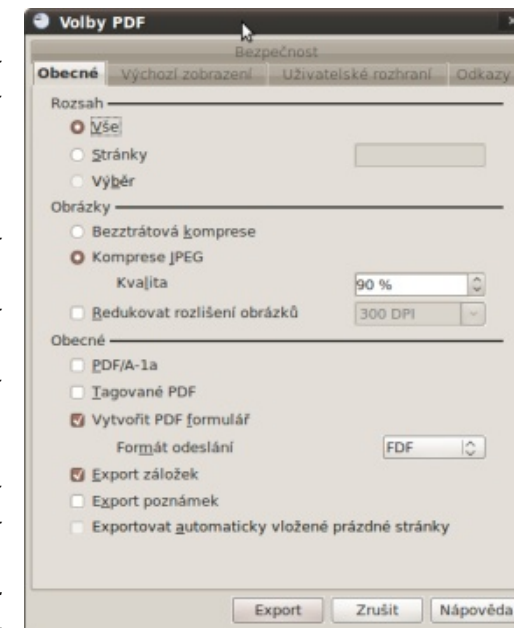 Volby PDF
Bezpečnost
Obecné Výchozí zobrazení Uživatelské rozhraní Odkazy
Rozsah
Vše
Stránky
Výběr
Obrázky
Bezztrátová komprese
Komprese JPEG
Kvalita 90 %
Redukovat rozlišení obrázků 300 DPI
Obecné
PDF/A-1a
Tagované PDF
Vytvořit PDF formulář
Formát odeslání FDF
Export záložek
Export poznámek
Exportovat automaticky vložené prázdné stránky
Export Zrušit Nápověda